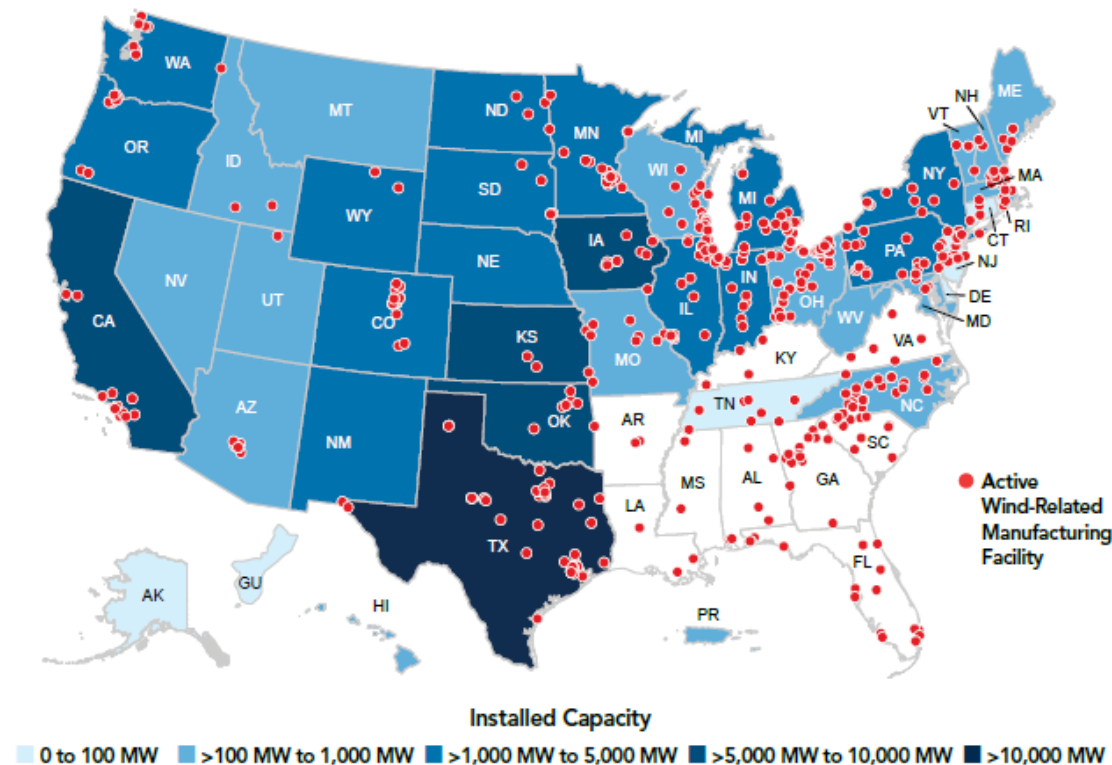 WA
MT
ND
MN
MI
VT
NH
ME
OR
ID
SD
WI
MI
NY
MA
RI
CT
WY
IA
PA
NJ
NE
IN
OH
DE
MD
NV
UT
CO
IL
WV
CA
KS
MO
KY
VA
AZ
NM
OK
AR
TN
NC
SC
MS
AL
GA
LA
TX
FL
Active
Wind-Related
Manufacturing
Facility
AK
GU
HI
PR
Installed Capacity
0 to 100 MW >100 MW to 1,000 MW >1,000 MW to 5,000 MW >5,000 MW to 10,000 MW >10,000 MW